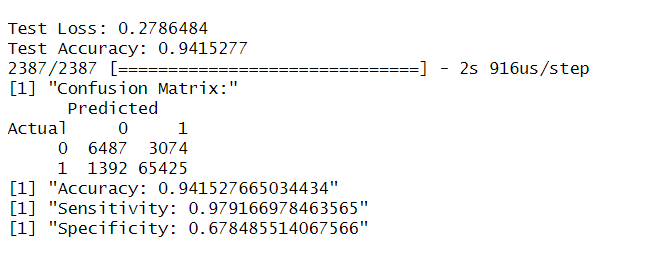 Test Loss: 0.2786484
Test Accuracy: 0.9415277
2387/2387 [==============================] - 2s 916us/step
[1] "Confusion Matrix:"
      Predicted
Actual     0     1
     0  6487  3074
     1  1392 65425
[1] "Accuracy: 0.941527665034434"
[1] "Sensitivity: 0.979166978463565"
[1] "Specificity: 0.678485514067566"